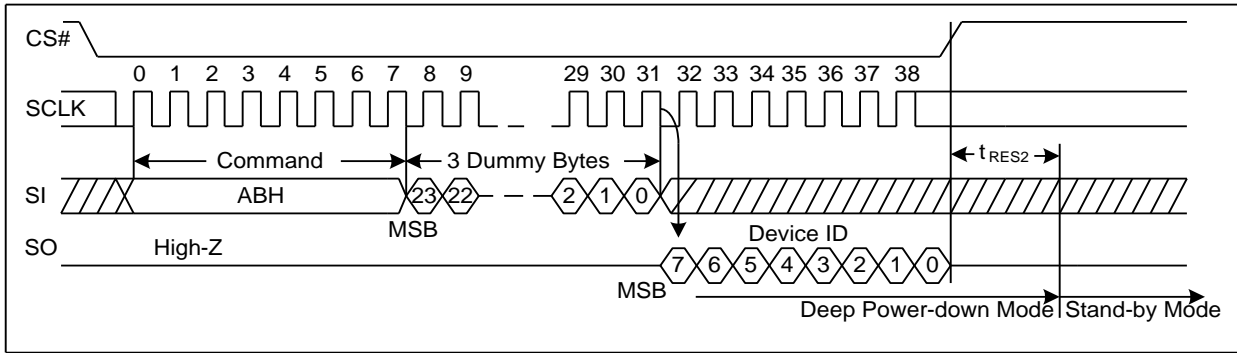 CS#
0 1 2 3 4 5 6 7 8 9 29 30 31 32 33 34 35 36 37 38
SCLK
Command 3 Dummy Bytes tRES2
SI ABH 23 22 2 1 0
MSB
SO High-Z Device ID
7 6 5 4 3 2 1 0
MSB
Deep Power-down Mode Stand-by Mode